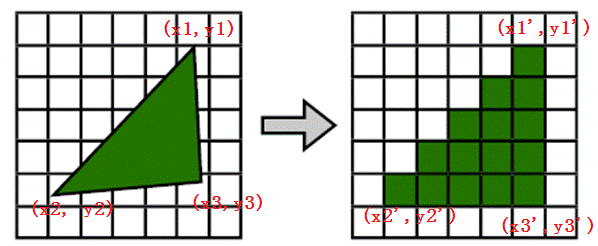 (x1,y1)
(x1',y1')
(x2, y2)
(x3,y3)
(x2',y2')
(x3',y3')